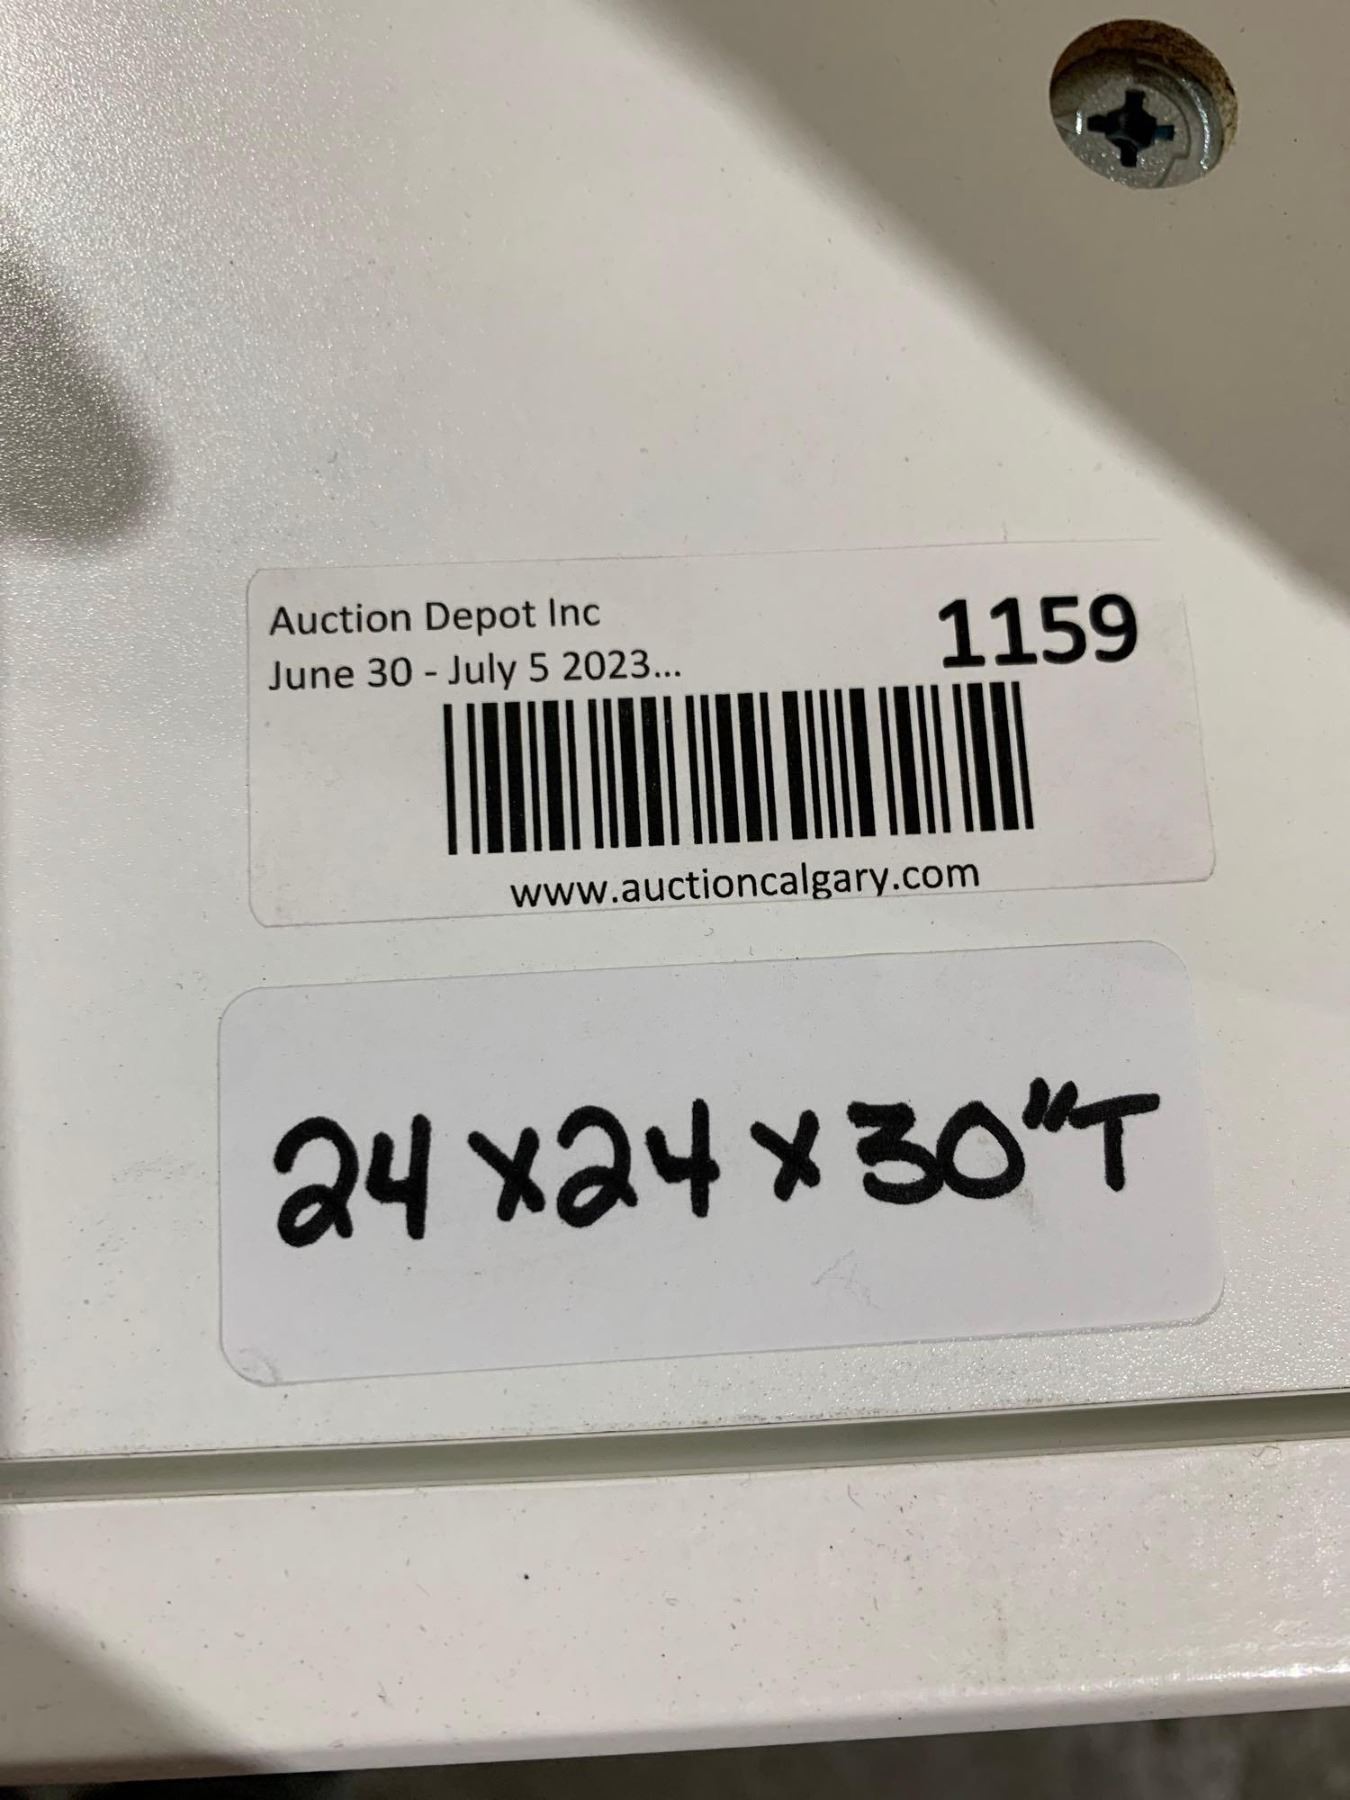 Auction Depot Inc
1159
June 30 - July 5 2023...
www.auctioncalgary.com
24 x 24 x 30" T